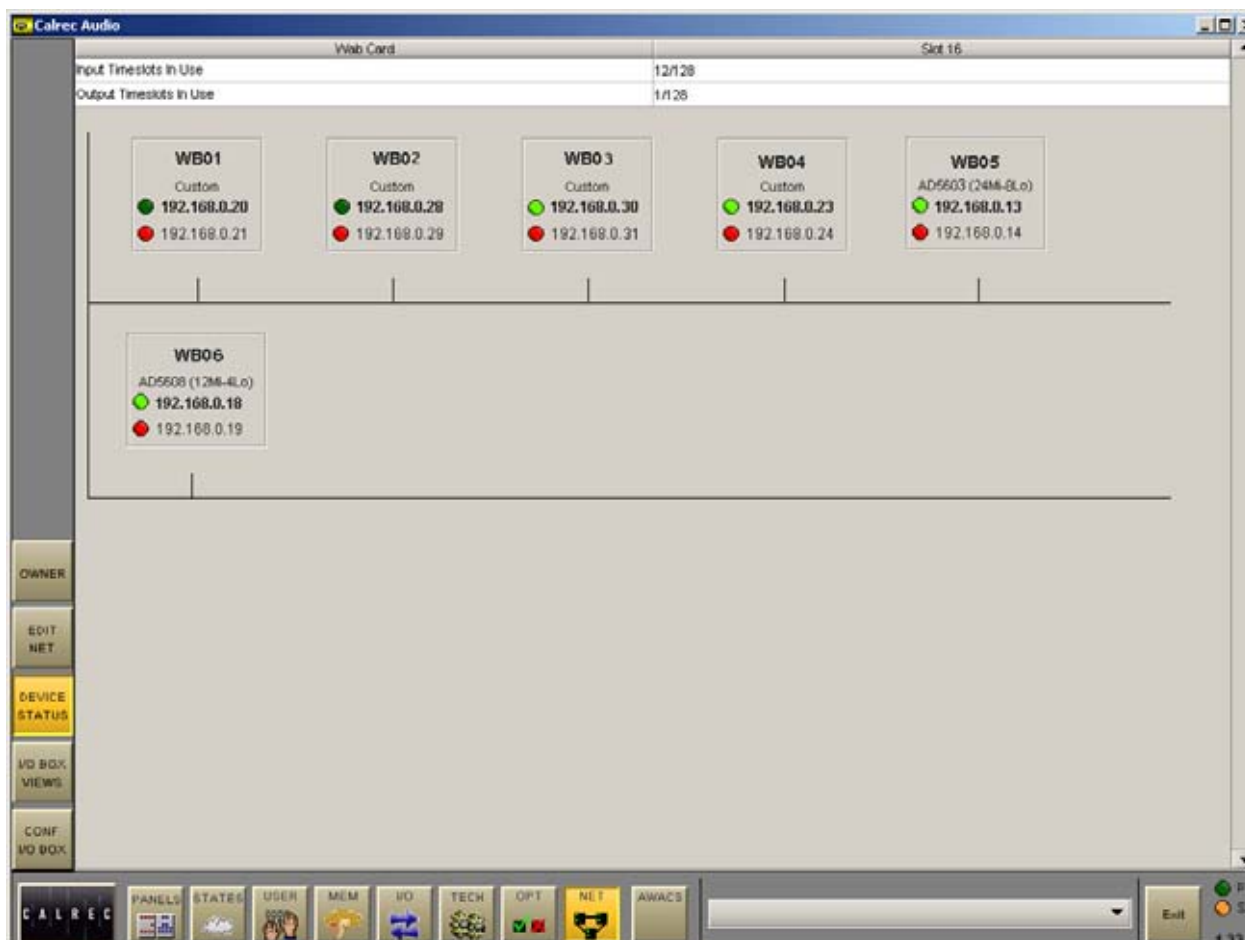 Calrec Audio
Wab Card Slot 16
Input Timeslots In Use 12/128
Output Timeslots In Use 1/128
WB01 WB02 WB03 WB04 WB05
Custom Custom Custom Custom AD5603 (24Mi-8Lo)
192.168.0.20 192.168.0.28 192.168.0.30 192.168.0.23 192.168.0.13
192.168.0.21 192.168.0.29 192.168.0.31 192.168.0.24 192.168.0.14
WB06
AD5608 (12Mi-4Lo)
192.168.0.18
192.168.0.19
OWNER
EDIT
NET
DEVICE
STATUS
I/O BOX
VIEWS
CONF
I/O BOX
CALREC PANELS STATES USER MEM I/O TECH OPT NET AWACS Exit